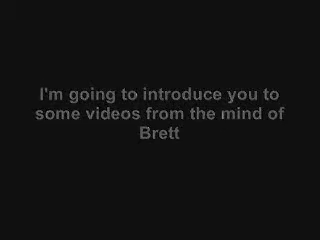 I'm going to introduce you to
some videos from the mind of
Brett